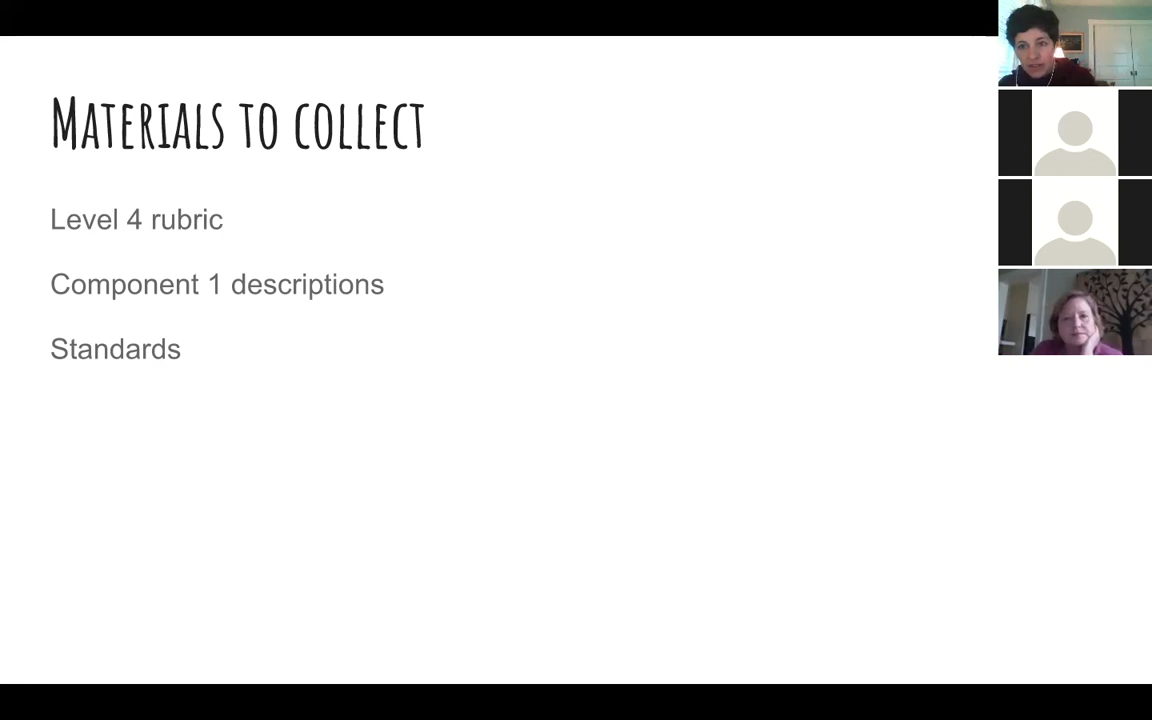 Materials to collect
Level 4 rubric
Component 1 descriptions
Standards